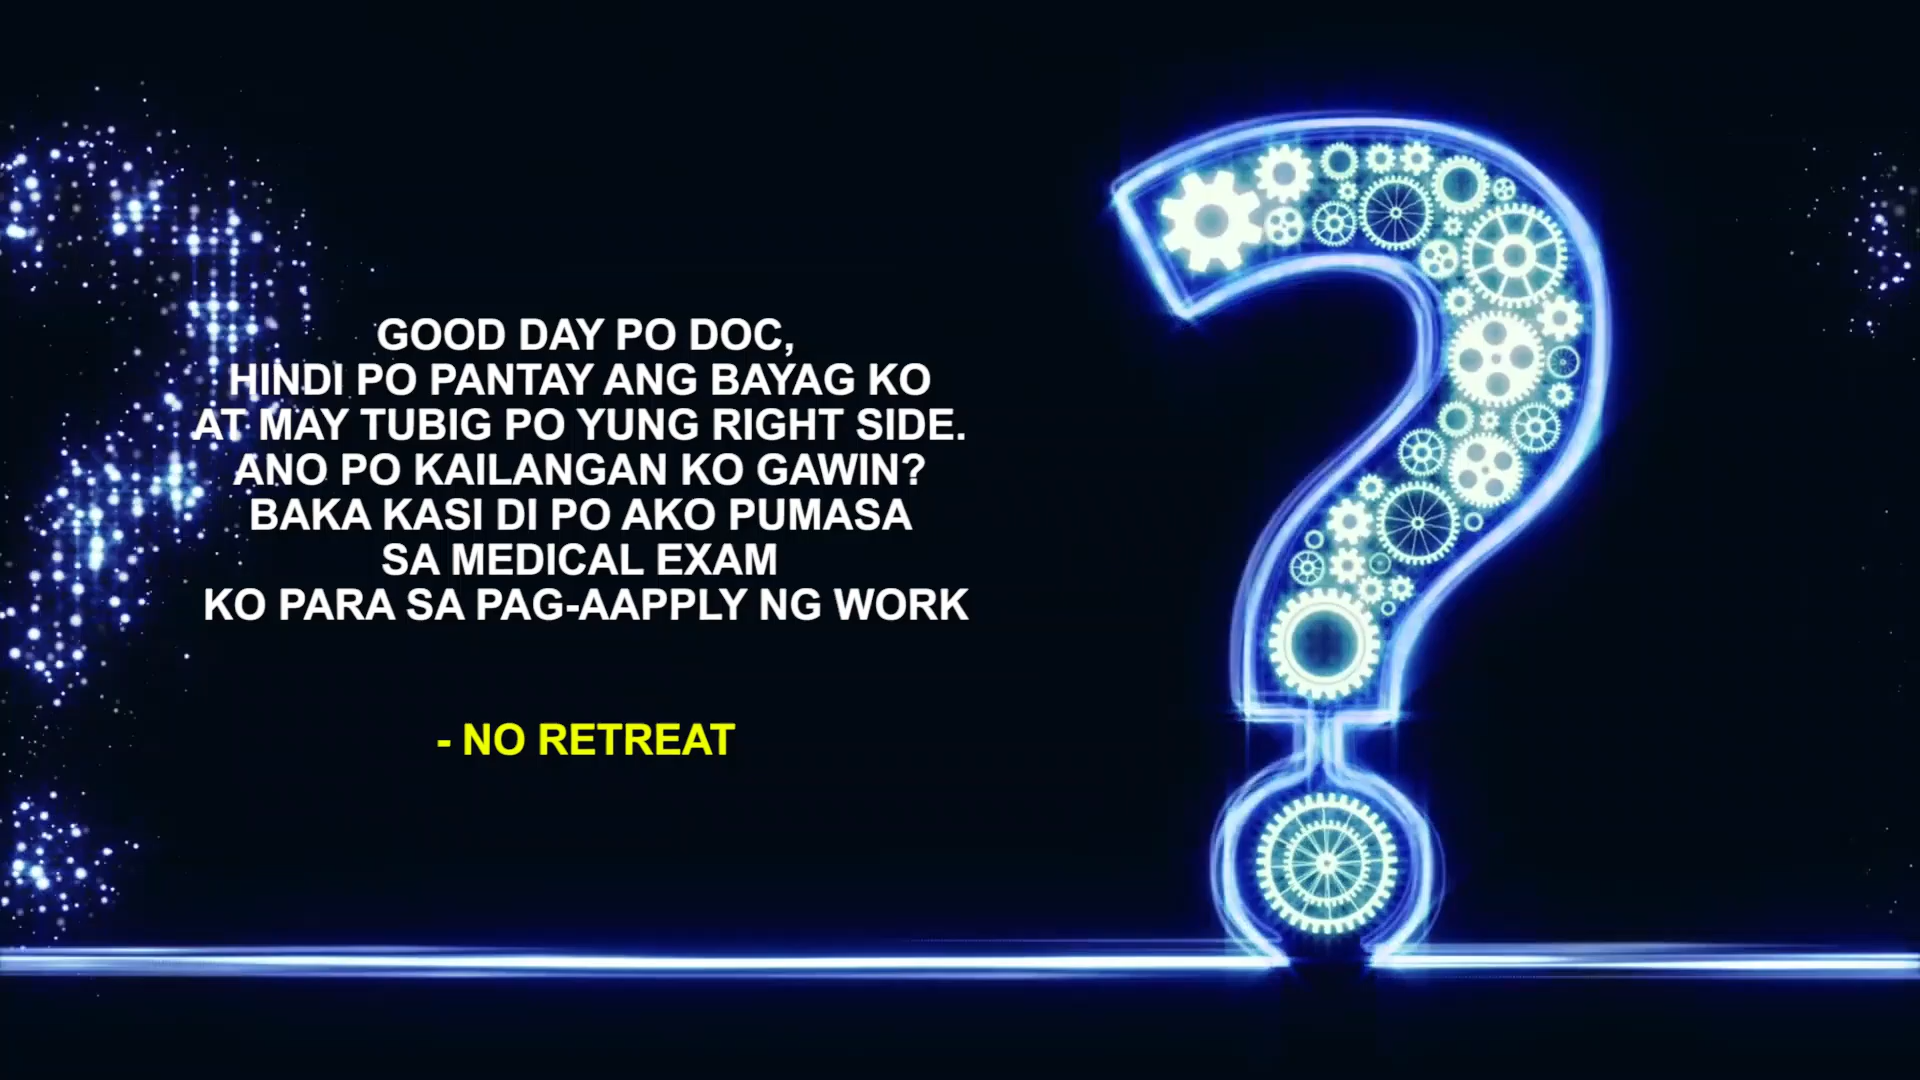 GOOD DAY PO DOC,
HINDI PO PANTAY ANG BAYAG KO
AT MAY TUBIG PO YUNG RIGHT SIDE.
ANO PO KAILANGAN KO GAWIN?
BAKA KASI DI PO AKO PUMASA
SA MEDICAL EXAM
KO PARA SA PAG-AAPPLY NG WORK
- NO RETREAT